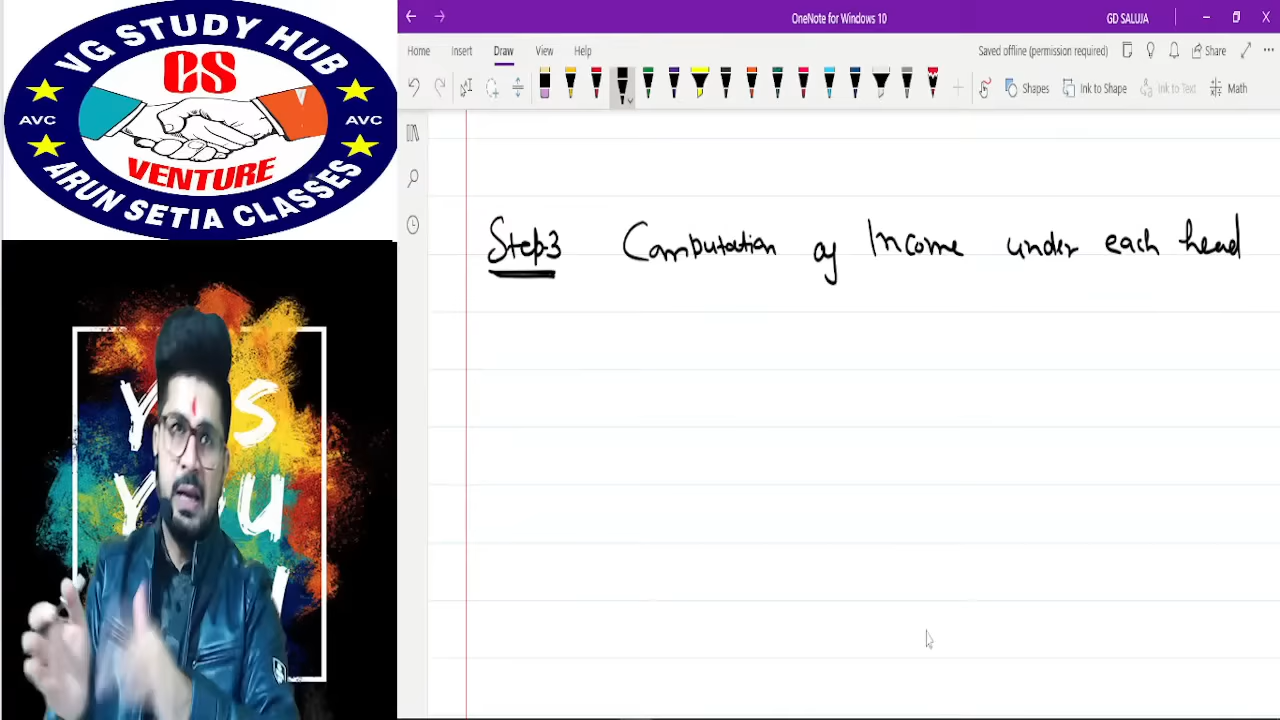 VG STUDY HUB
CS
AVC
AVC
VENTURE
ARUN SETIA CLASSES
OneNote for Windows 10
GD SALUJA
Home Insert Draw View Help
Saved offline (permission required)
Share
Shapes
Ink to Shape
Ink to Text
Math
Step-3 Computation of Income under each head